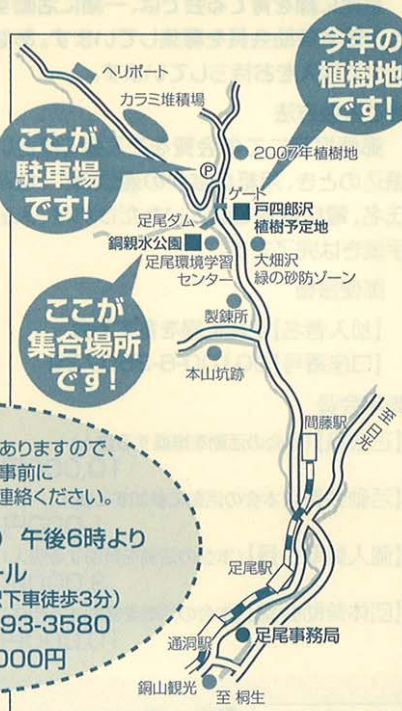 今年の
植樹地
です!
ヘリポート
カラミ堆積場
ここが
駐車場
です!
2007年植樹地
P
ゲート
戸四郎沢
植樹予定地
足尾ダム
銅親水公園
足尾環境学習
センター
大畑沢
緑の砂防ゾーン
ここが
集合場所
です!
製錬所
本山坑跡
間藤駅
至 日光
ありますので、
事前に
連絡ください。
午後6時より
ール
下車徒歩3分)
93-3580
000円
足尾駅
通洞駅
足尾事務局
銅山観光
至 桐生